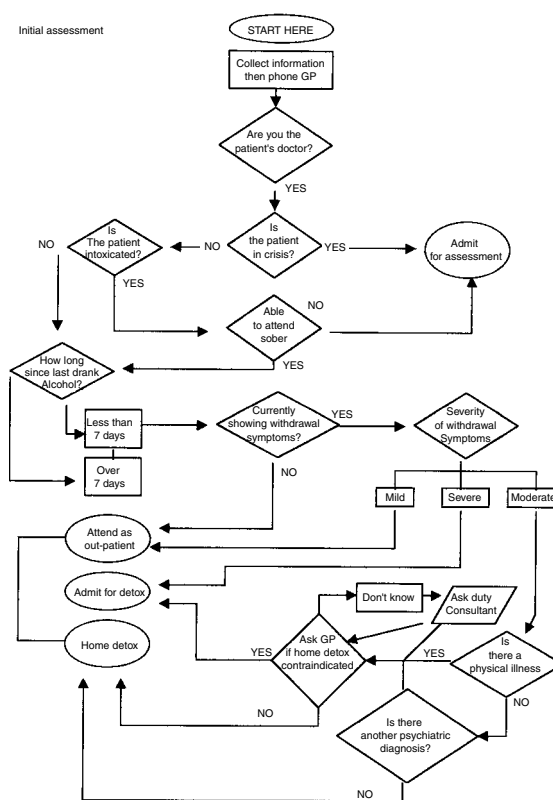 Initial assessment
START HERE
Collect information
then phone GP
Are you the
patient's doctor?
YES
Is
The patient
intoxicated?
NO
NO
Is
the patient
in crisis?
YES
Admit
for assessment
YES
Able
to attend
sober
NO
YES
How long
since last drank
Alcohol?
Less than
7 days
Over
7 days
Currently
showing withdrawal
symptoms?
YES
NO
Severity
of withdrawal
Symptoms
Mild
Severe
Moderate
Attend as
out-patient
Admit for detox
Home detox
Don't know
Ask duty
Consultant
Ask GP
if home detox
contraindicated
YES
NO
YES
Is
there a
physical illness
NO
Is there
another psychiatric
diagnosis?
NO